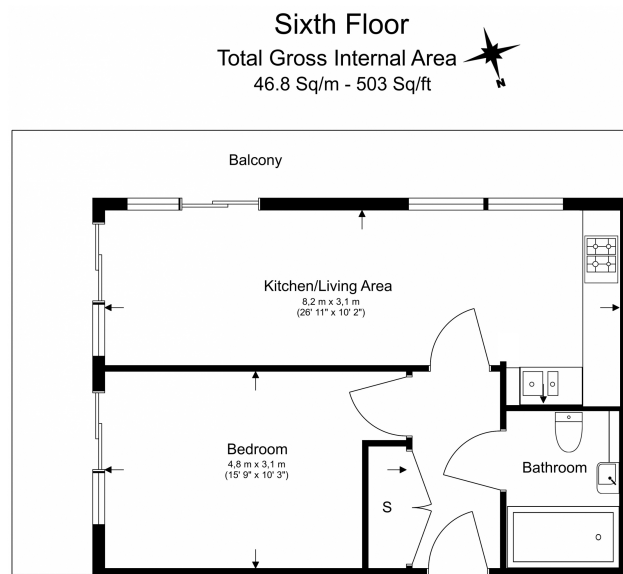 Sixth Floor
Total Gross Internal Area
46.8 Sq/m - 503 Sq/ft
N
Balcony
Kitchen/Living Area
8,2 m x 3,1 m
(26' 11" x 10' 2")
Bedroom
4,8 m x 3,1 m
(15' 9" x 10' 3")
Bathroom
S